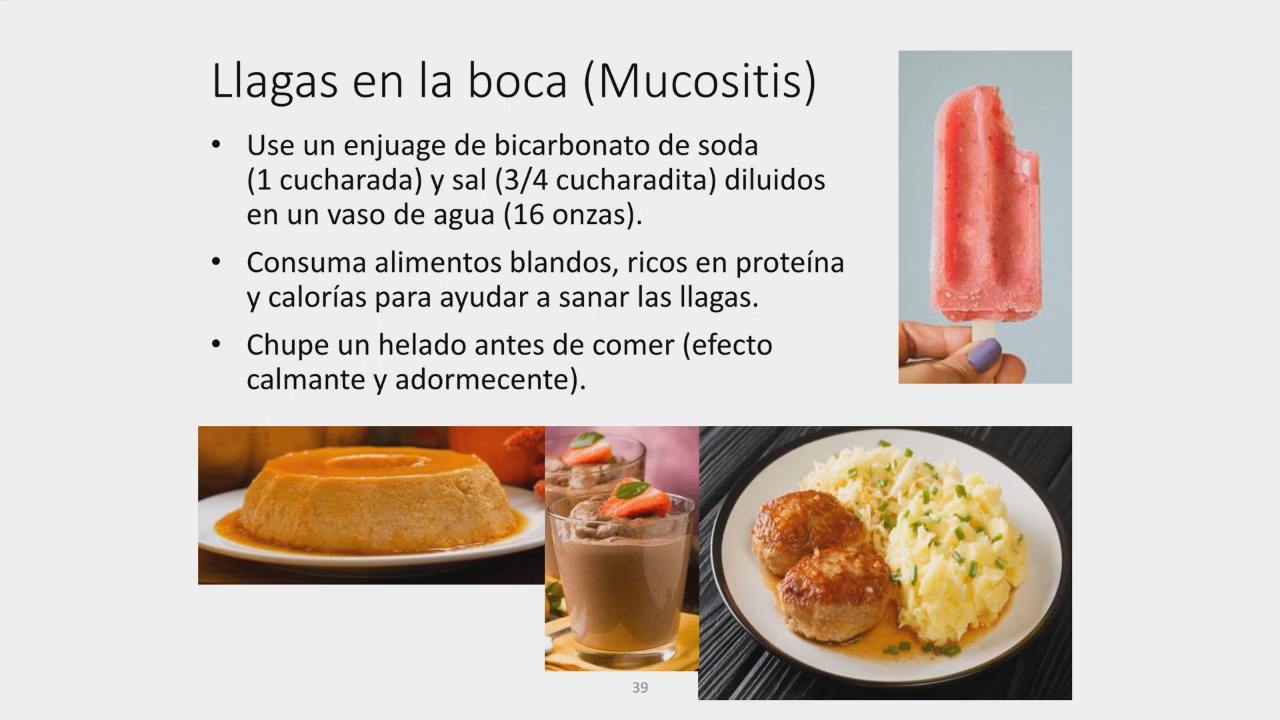 Llagas en la boca (Mucositis)
• Use un enjuage de bicarbonato de soda
(1 cucharada) y sal (3/4 cucharadita) diluidos
en un vaso de agua (16 onzas).
• Consuma alimentos blandos, ricos en proteína
y calorías para ayudar a sanar las llagas.
• Chupe un helado antes de comer (efecto
calmante y adormecente).
39